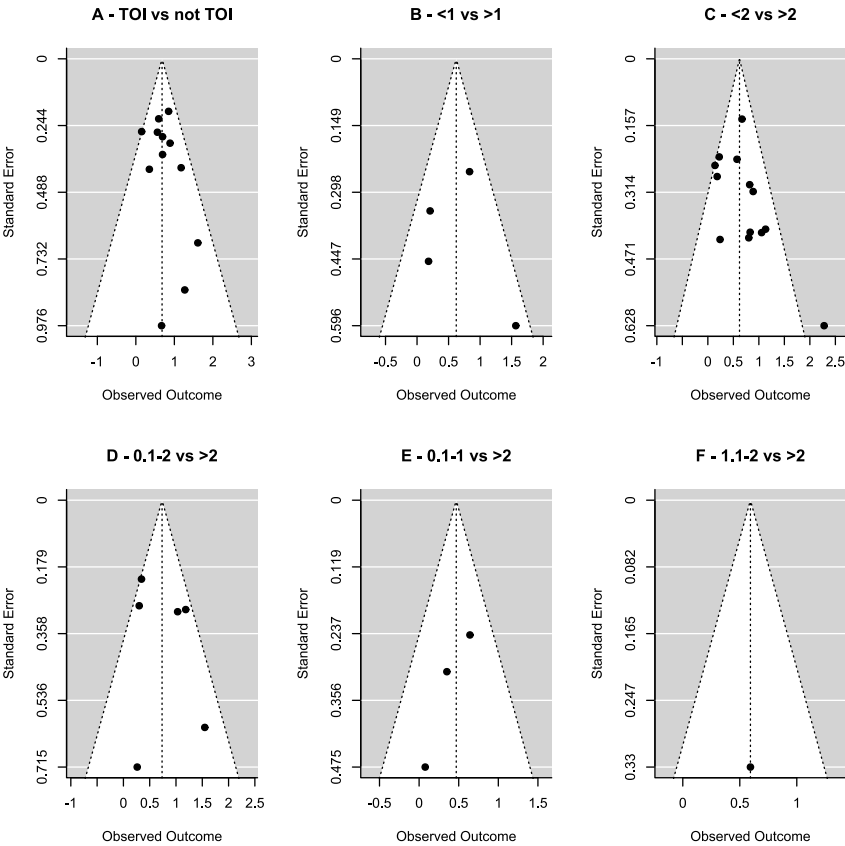 A - TOI vs not TOI
Standard Error
0
0.244
0.488
0.732
0.976
-1 0 1 2 3
Observed Outcome
B - <1 vs >1
Standard Error
0
0.149
0.298
0.447
0.596
-0.5 0 0.5 1 1.5 2
Observed Outcome
C - <2 vs >2
Standard Error
0
0.157
0.314
0.471
0.628
-1 0 0.5 1 1.5 2 2.5
Observed Outcome
D - 0.1-2 vs >2
Standard Error
0
0.179
0.358
0.536
0.715
-1 0 0.5 1 1.5 2 2.5
Observed Outcome
E - 0.1-1 vs >2
Standard Error
0
0.119
0.237
0.356
0.475
-0.5 0 0.5 1 1.5
Observed Outcome
F - 1.1-2 vs >2
Standard Error
0
0.082
0.165
0.247
0.33
0 0.5 1
Observed Outcome